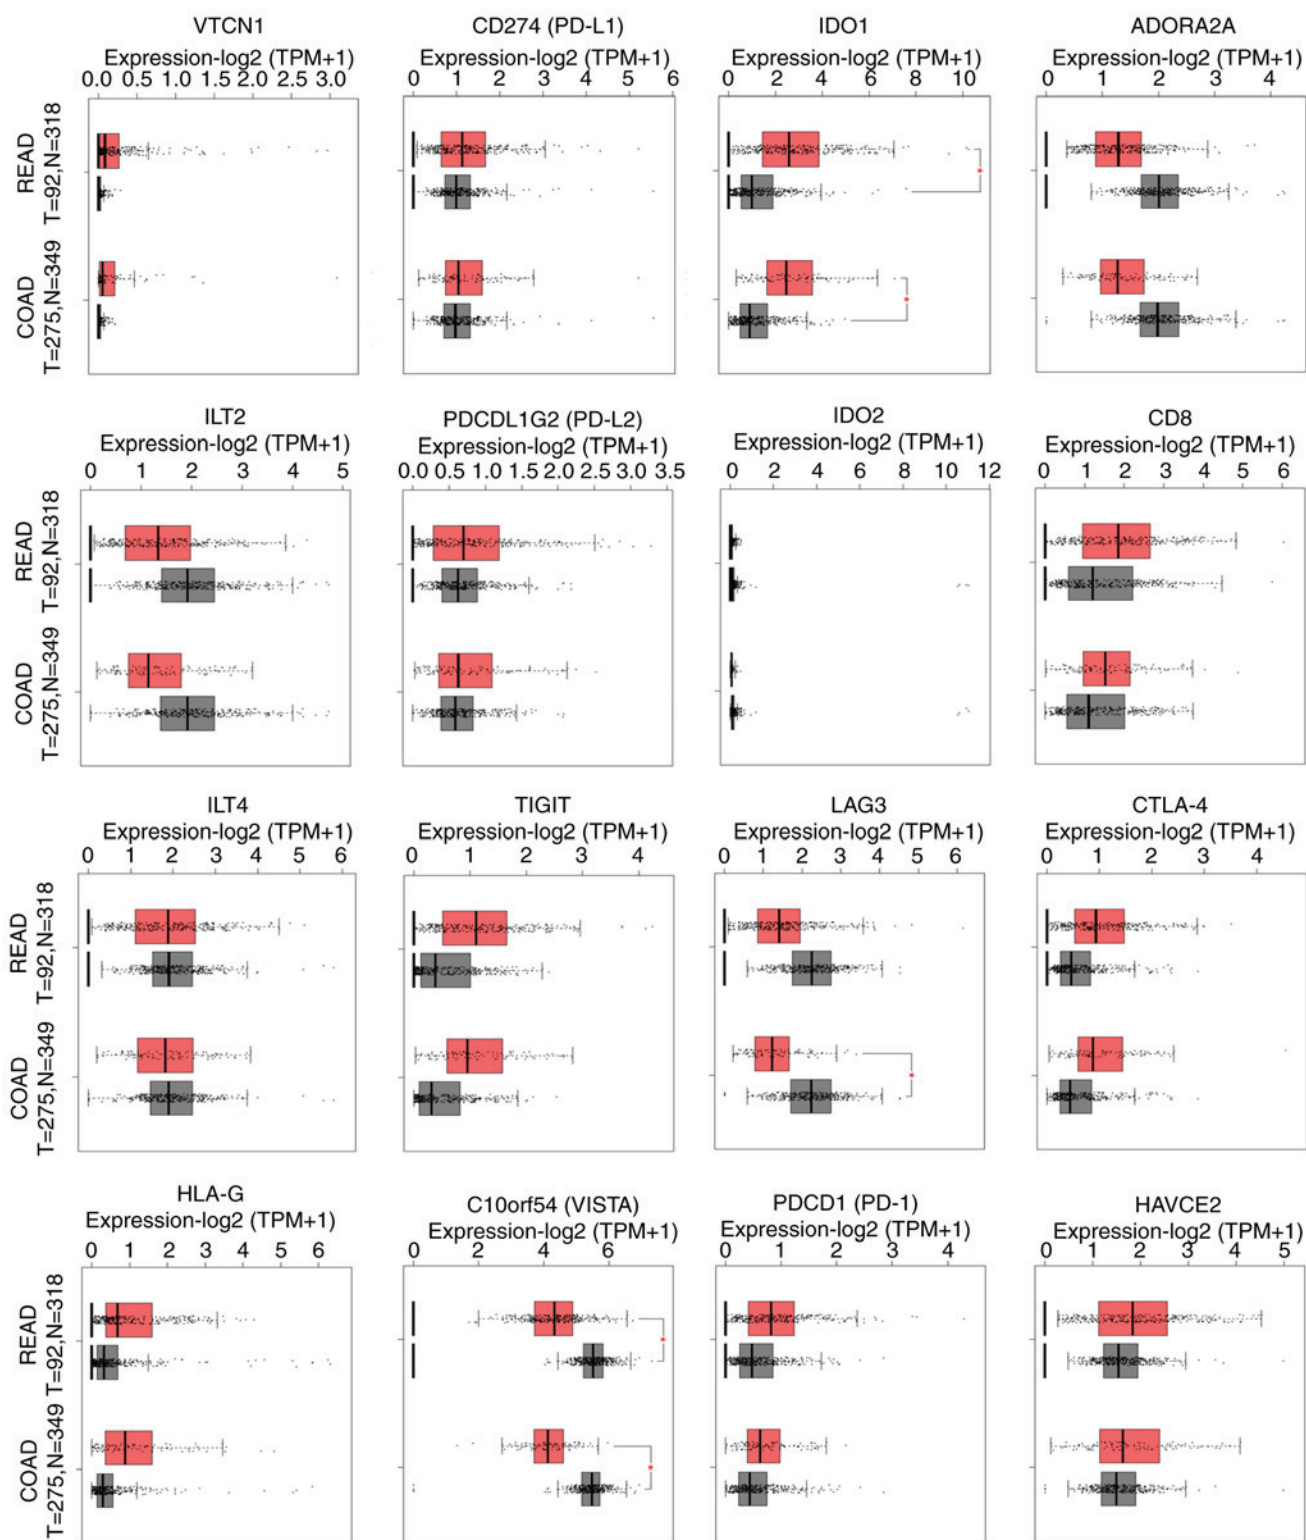 VTCN1
Expression-log2 (TPM+1)
0.0 0.5 1.0 1.5 2.0 2.5 3.0
READ
T=92,N=318
COAD
T=275,N=349
CD274 (PD-L1)
Expression-log2 (TPM+1)
0 1 2 3 4 5 6
IDO1
Expression-log2 (TPM+1)
0 2 4 6 8 10
*
*
ADORA2A
Expression-log2 (TPM+1)
0 1 2 3 4
ILT2
Expression-log2 (TPM+1)
0 1 2 3 4 5
READ
T=92,N=318
COAD
T=275,N=349
PDCDL1G2 (PD-L2)
Expression-log2 (TPM+1)
0.0 0.5 1.0 1.5 2.0 2.5 3.0 3.5
IDO2
Expression-log2 (TPM+1)
0 2 4 6 8 10 12
CD8
Expression-log2 (TPM+1)
0 1 2 3 4 5 6
ILT4
Expression-log2 (TPM+1)
0 1 2 3 4 5 6
READ
T=92,N=318
COAD
T=275,N=349
TIGIT
Expression-log2 (TPM+1)
0 1 2 3 4
LAG3
Expression-log2 (TPM+1)
0 1 2 3 4 5 6
*
CTLA-4
Expression-log2 (TPM+1)
0 1 2 3 4
HLA-G
Expression-log2 (TPM+1)
0 1 2 3 4 5 6
READ
T=92,N=318
COAD
T=275,N=349
C10orf54 (VISTA)
Expression-log2 (TPM+1)
0 2 4 6
*
*
PDCD1 (PD-1)
Expression-log2 (TPM+1)
0 1 2 3 4
HAVCE2
Expression-log2 (TPM+1)
0 1 2 3 4 5